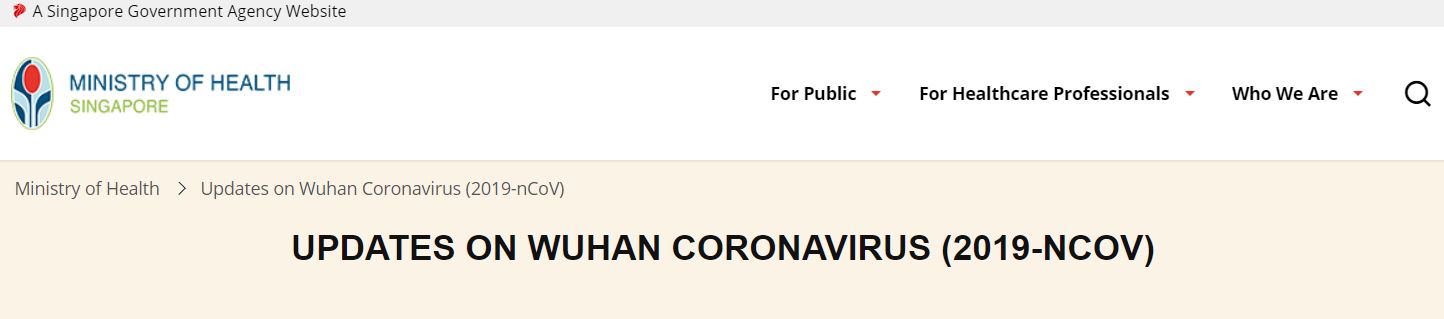 A Singapore Government Agency Website
MINISTRY OF HEALTH
SINGAPORE
For Public
For Healthcare Professionals
Who We Are
Ministry of Health > Updates on Wuhan Coronavirus (2019-nCoV)
UPDATES ON WUHAN CORONAVIRUS (2019-NCOV)